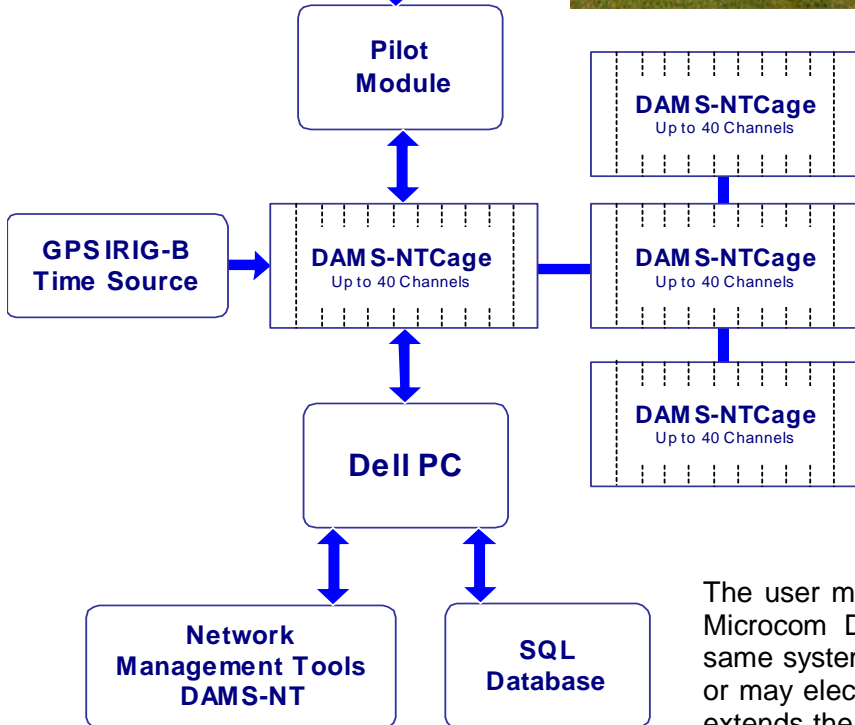 Pilot
Module
DAMS-NTCage
Up to 40 Channels
GPS IRIG-B
Time Source
DAMS-NTCage
Up to 40 Channels
DAMS-NTCage
Up to 40 Channels
DAMS-NTCage
Up to 40 Channels
Dell PC
Network
Management Tools
DAMS-NT
SQL
Database
The user m
Microcom D
same system
or may elec
extends the